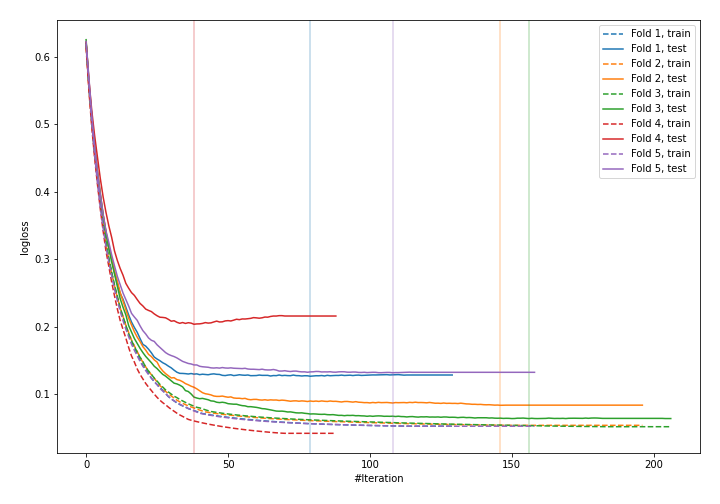 Fold 1, train
Fold 1, test
Fold 2, train
Fold 2, test
Fold 3, train
Fold 3, test
Fold 4, train
Fold 4, test
Fold 5, train
Fold 5, test
0.6
0.5
0.4
0.3
0.2
0.1
logloss
0 50 100 150 200
#Iteration